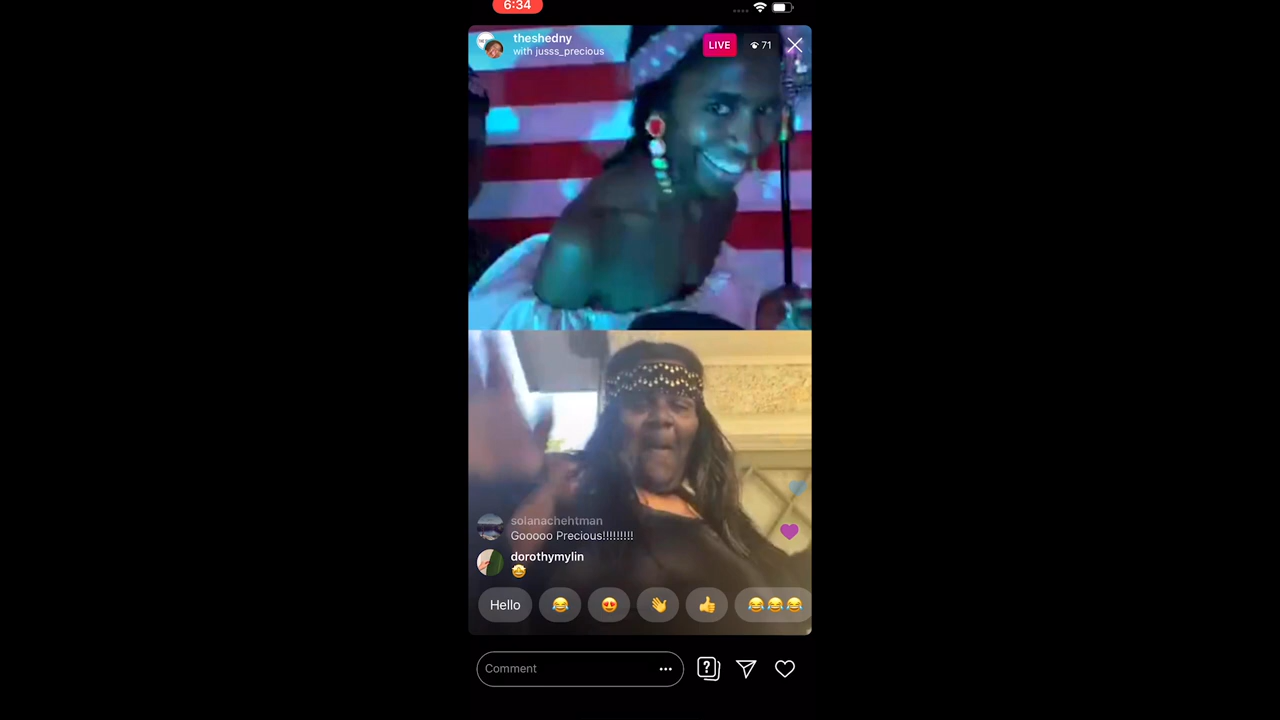 6:34
theshedny
with jusss_precious
LIVE
71
solanachehtman
Gooooo Precious!!!!!!!!!
dorothymylin
Hello
Comment